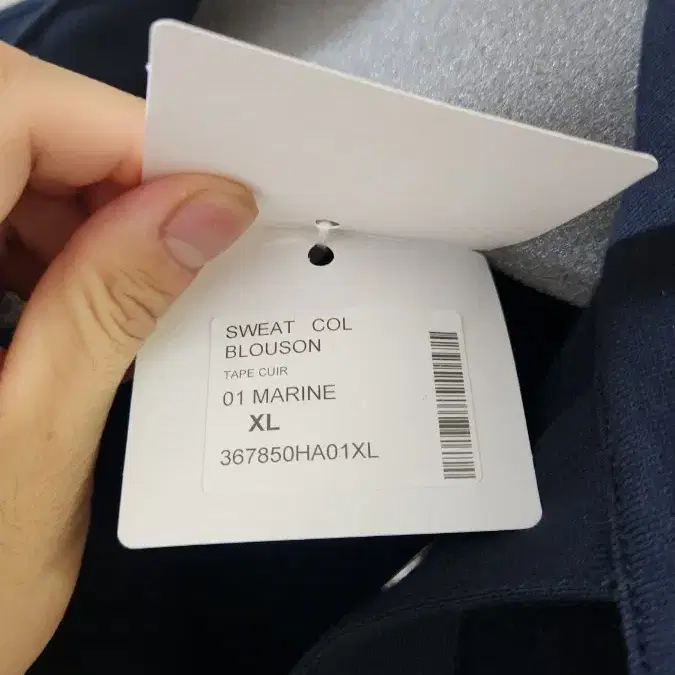 SWEAT COL
BLOUSON
TAPE CUIR
01 MARINE
XL
367850HA01XL